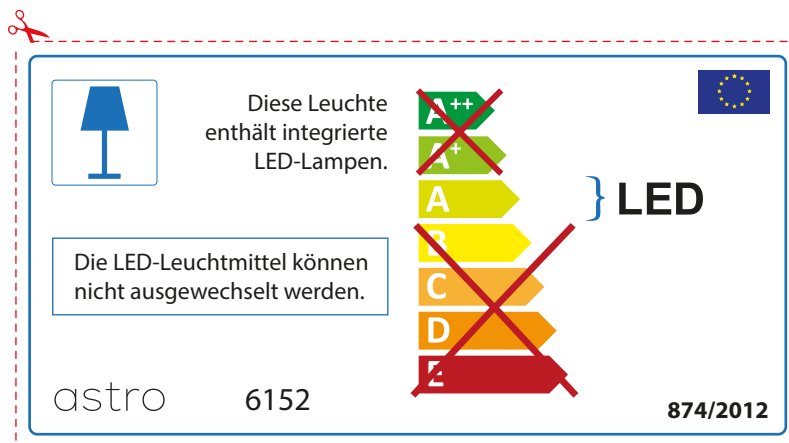 Diese Leuchte
enthält integrierte
LED-Lampen.
Die LED-Leuchtmittel können
nicht ausgewechselt werden.
A++
A+
A
B
C
D
E
LED
astro
6152
874/2012